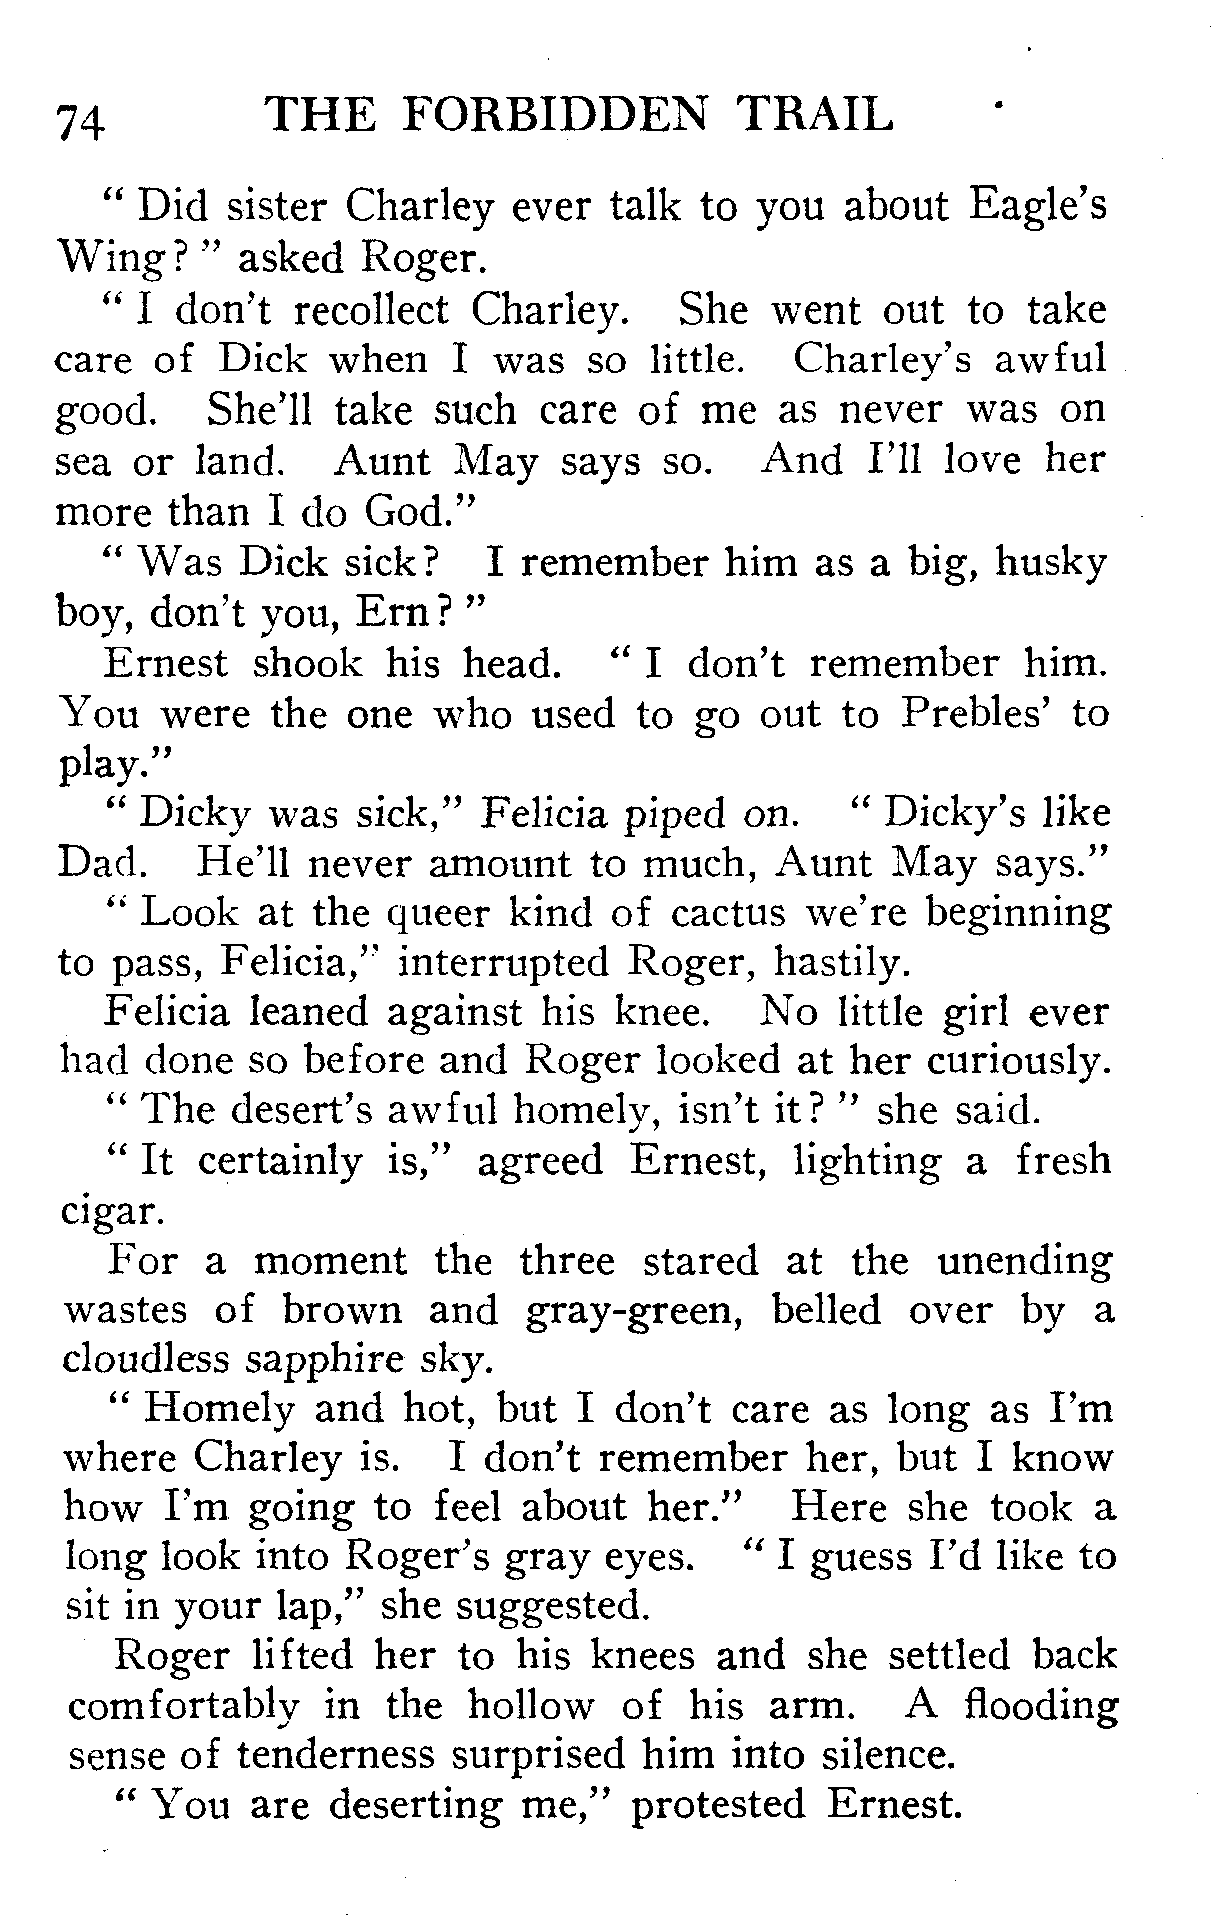 74 THE FORBIDDEN TRAIL
“ Did sister Charley ever talk to you about Eagle’s
Wing? ” asked Roger.
“ I don’t recollect Charley. She went out to take
care of Dick when I was so little. Charley’s awful
good. She’ll take such care of me as never was on
sea or land. Aunt May says so. And I’ll love her
more than I do God.”
“ Was Dick sick? I remember him as a big, husky
boy, don’t you, Ern? ”
Ernest shook his head. “ I don’t remember him.
You were the one who used to go out to Prebles’ to
play.”
“ Dicky was sick,” Felicia piped on. “ Dicky’s like
Dad. He’ll never amount to much, Aunt May says.”
“ Look at the queer kind of cactus we’re beginning
to pass, Felicia,” interrupted Roger, hastily.
Felicia leaned against his knee. No little girl ever
had done so before and Roger looked at her curiously.
“ The desert’s awful homely, isn’t it? ” she said.
“ It certainly is,” agreed Ernest, lighting a fresh
cigar.
For a moment the three stared at the unending
wastes of brown and gray-green, belled over by a
cloudless sapphire sky.
“ Homely and hot, but I don’t care as long as I’m
where Charley is. I don’t remember her, but I know
how I’m going to feel about her.” Here she took a
long look into Roger’s gray eyes. “ I guess I’d like to
sit in your lap,” she suggested.
Roger lifted her to his knees and she settled back
comfortably in the hollow of his arm. A flooding
sense of tenderness surprised him into silence.
“ You are deserting me,” protested Ernest.